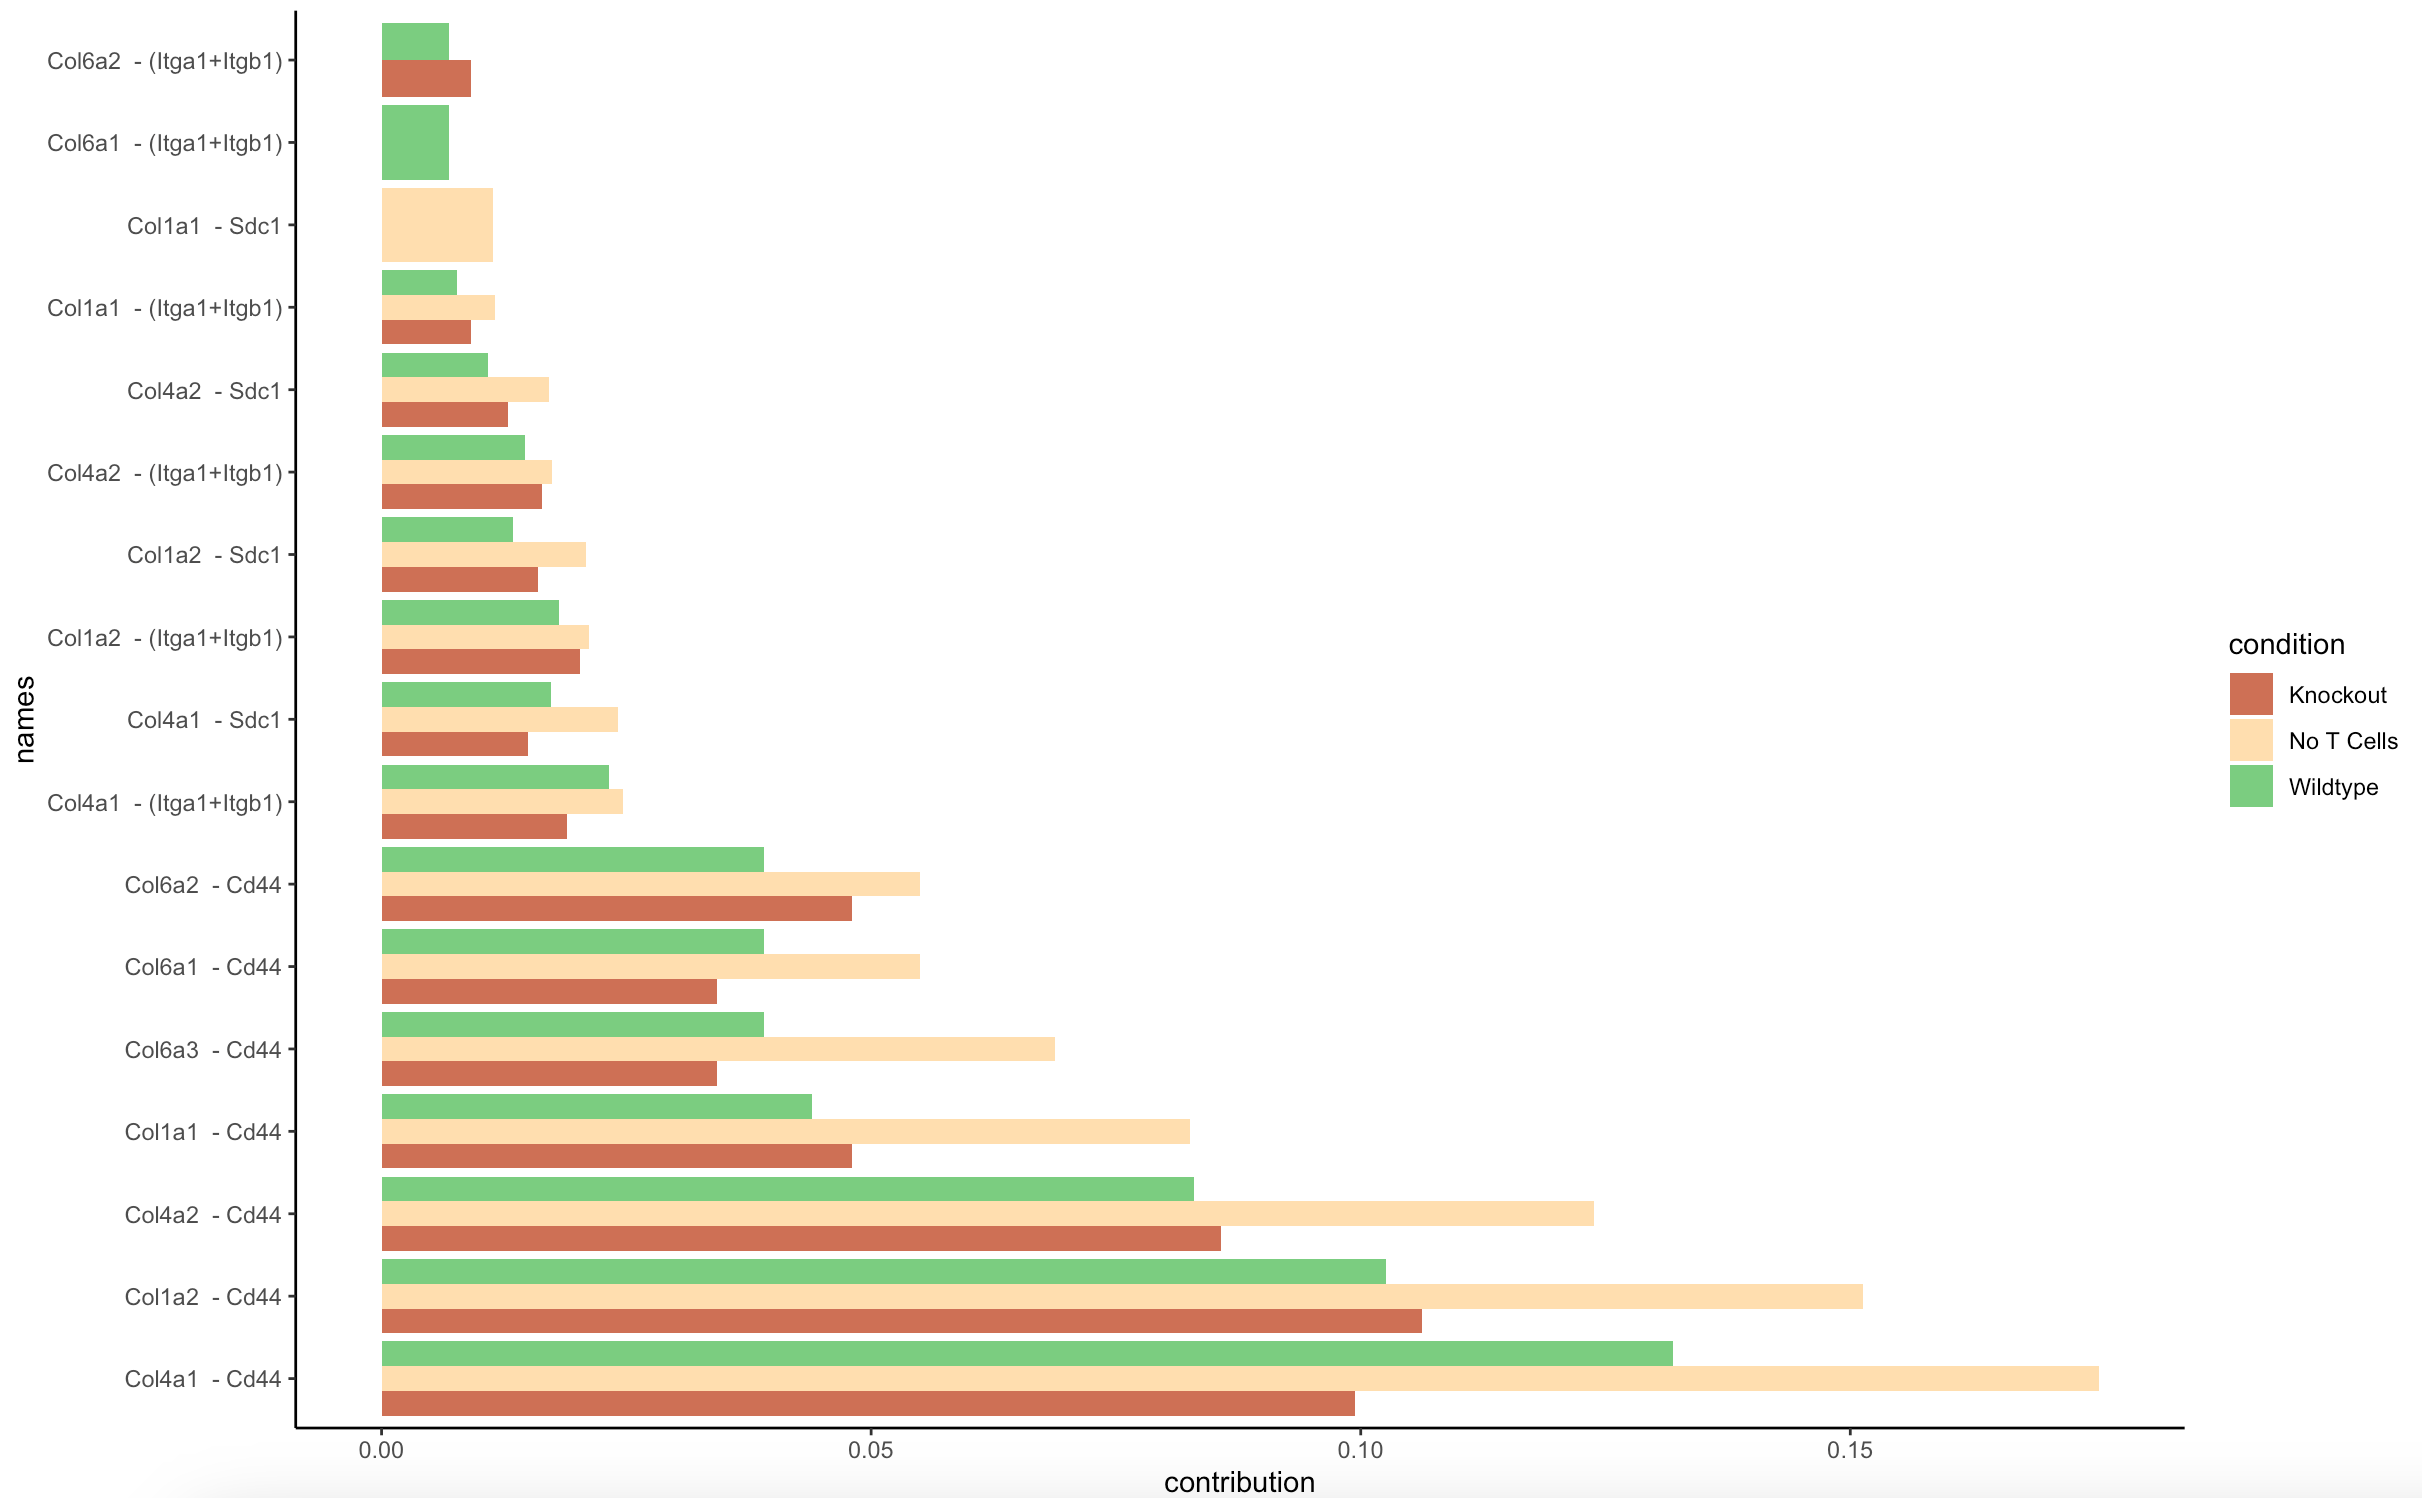 Col6a2 - (Itga1+Itgb1)
Col6a1 - (Itga1+Itgb1)
Col1a1 - Sdc1
Col1a1 - (Itga1+Itgb1)
Col4a2 - Sdc1
Col4a2 - (Itga1+Itgb1)
Col1a2 - Sdc1
Col1a2 - (Itga1+Itgb1)
Col4a1 - Sdc1
Col4a1 - (Itga1+Itgb1)
Col6a2 - Cd44
Col6a1 - Cd44
Col6a3 - Cd44
Col1a1 - Cd44
Col4a2 - Cd44
Col1a2 - Cd44
Col4a1 - Cd44
names
0.00 0.05 0.10 0.15
contribution
condition
Knockout
No T Cells
Wildtype